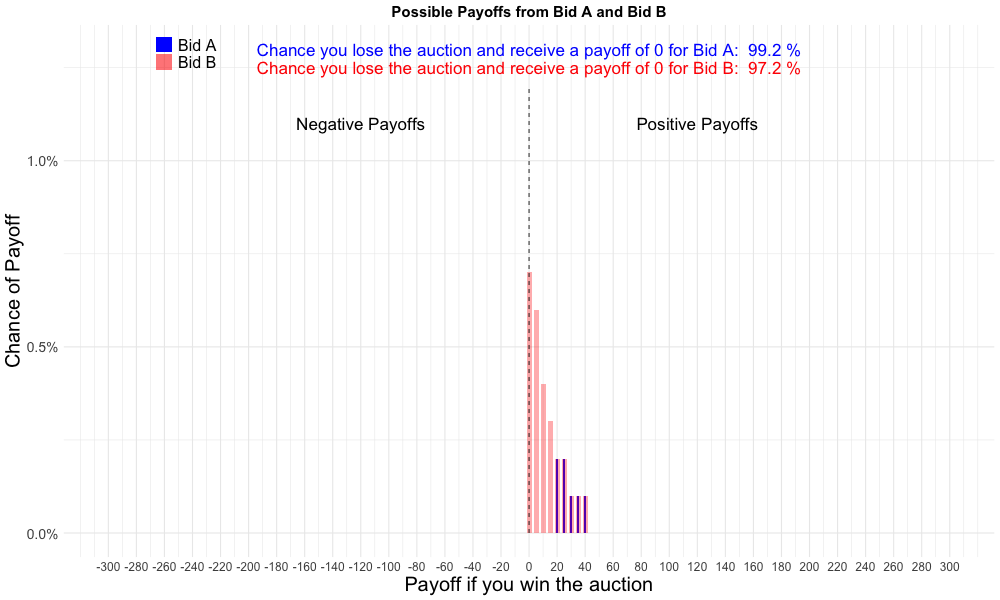 Possible Payoffs from Bid A and Bid B
Bid A
Bid B
Chance you lose the auction and receive a payoff of 0 for Bid A: 99.2 %
Chance you lose the auction and receive a payoff of 0 for Bid B: 97.2 %
Negative Payoffs
Positive Payoffs
Chance of Payoff
1.0%
0.5%
0.0%
-300 -280 -260 -240 -220 -200 -180 -160 -140 -120 -100 -80 -60 -40 -20 0 20 40 60 80 100 120 140 160 180 200 220 240 260 280 300
Payoff if you win the auction